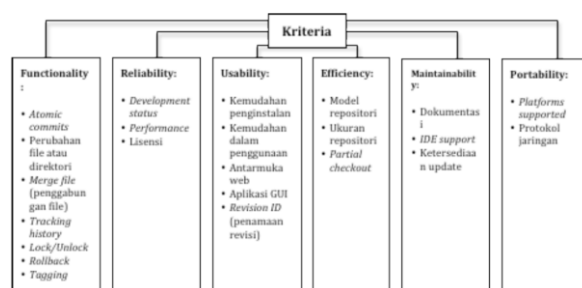 Kriteria
Functionality
:
• Atomic
commits
• Perubahan
file atau
direktori
• Merge file
(penggabun
gan file)
• Tracking
history
• Lock/Unlock
• Rollback
• Tagging
Reliability:
• Development
status
• Performance
• Lisensi
Usability:
• Kemudahan
penginstalan
• Kemudahan
dalam
penggunaan
• Antarmuka
web
• Aplikasi GUI
• Revision ID
(penamaan
revisi)
Efficiency:
• Model
repositori
• Ukuran
repositori
• Partial
checkout
Maintainabilit
y:
• Dokumentas
i
• IDE support
• Ketersediaa
n update
Portability:
• Platforms
supported
• Protokol
jaringan